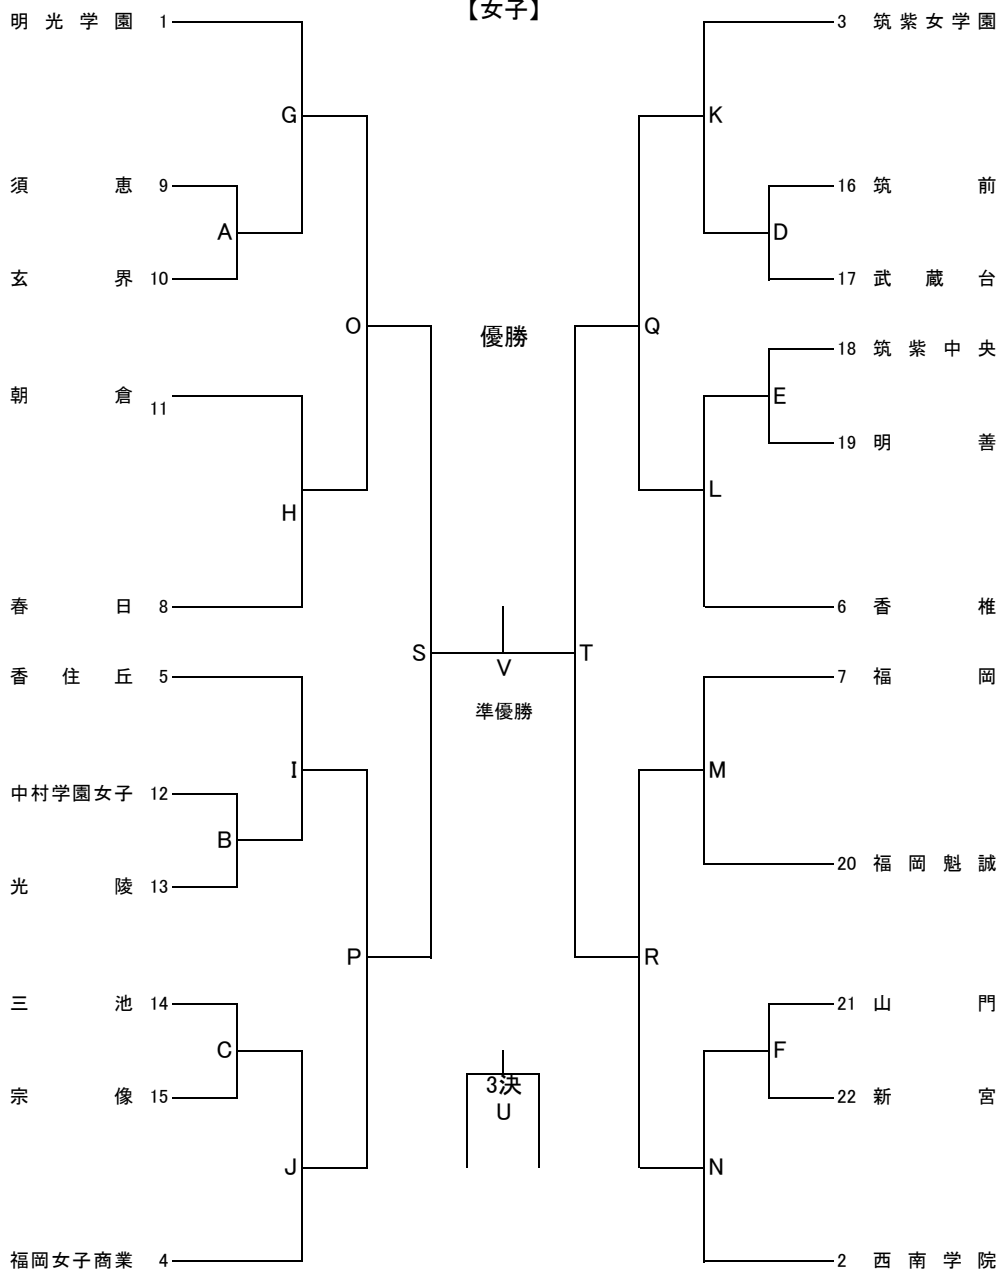 【女子】
明光学園 1
3 筑紫女学園
G
K
須恵 9
16 筑前
A
D
玄界 10
17 武蔵台
O
優勝
Q
18 筑紫中央
朝倉 11
E
19 明善
H
L
春日 8
6 香椎
S
V
T
香住丘 5
7 福岡
準優勝
I
M
中村学園女子 12
B
20 福岡魁誠
光陵 13
P
R
三池 14
21 山門
C
F
3決
U
宗像 15
22 新宮
J
N
福岡女子商業 4
2 西南学院